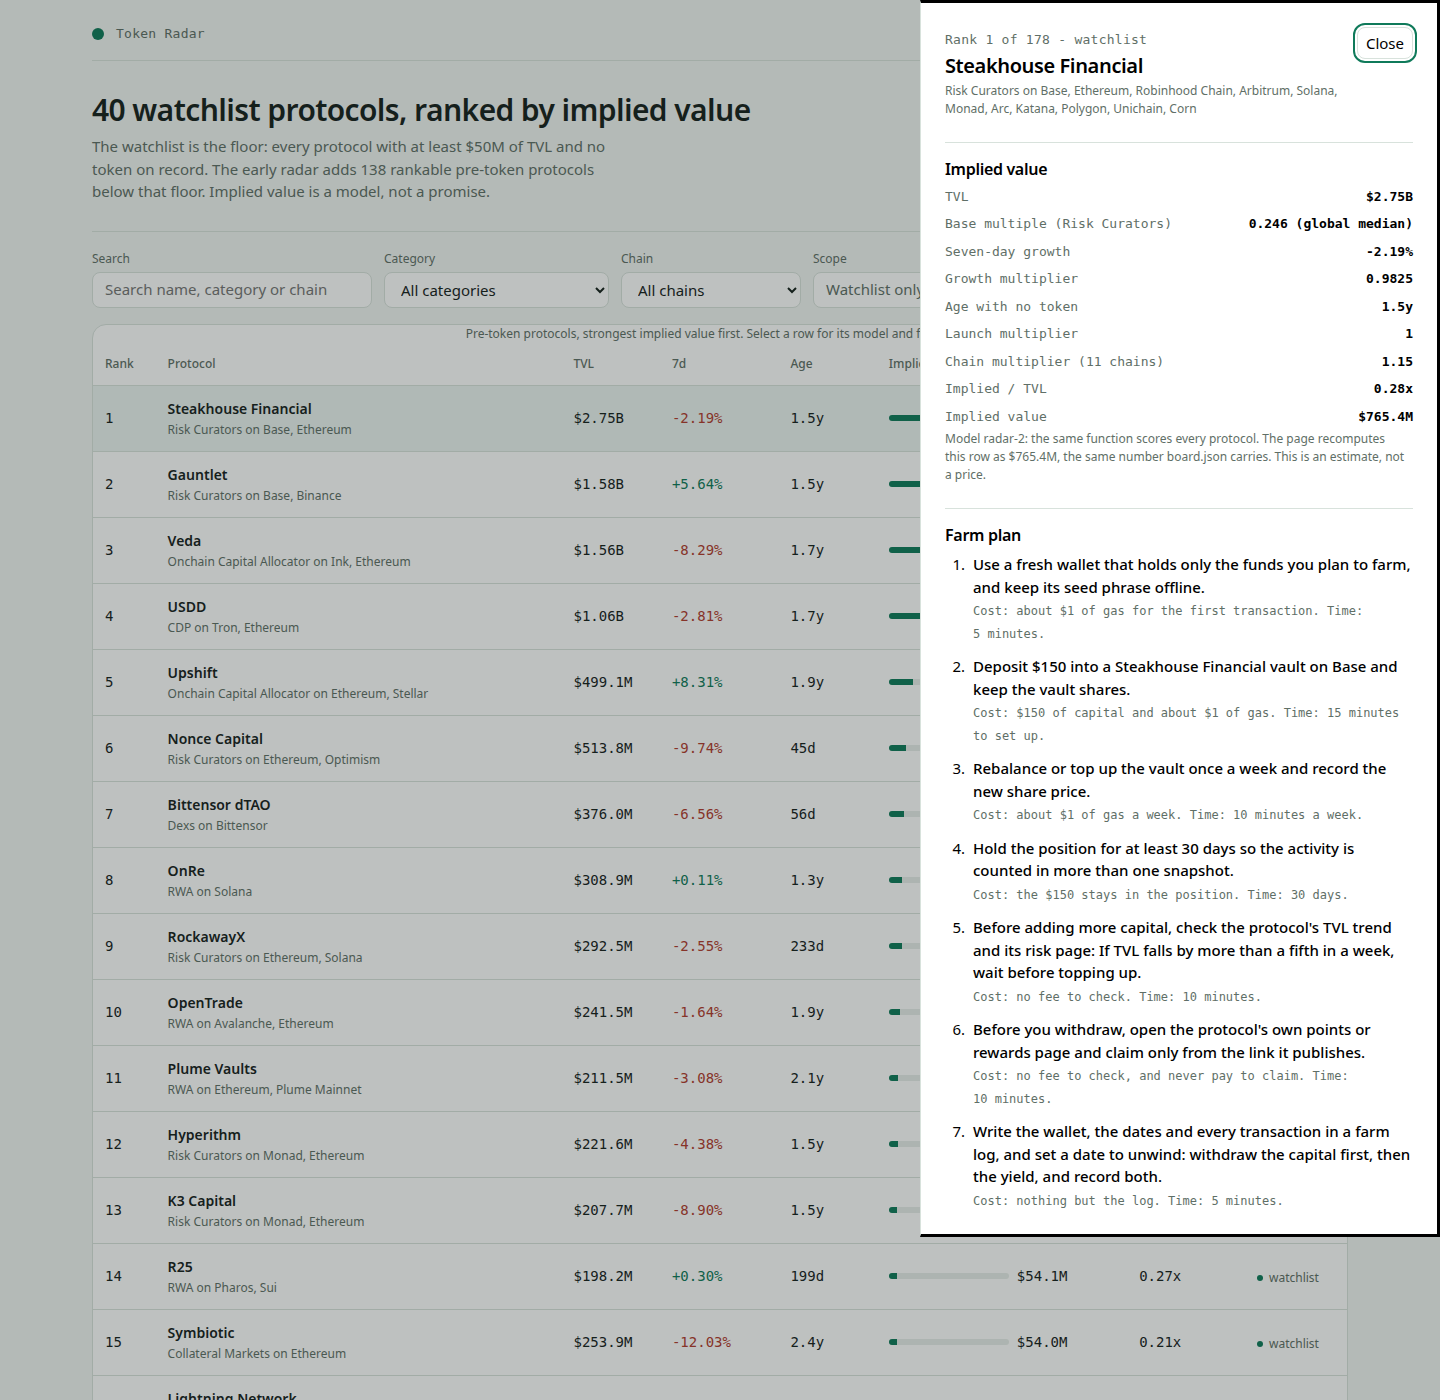 Token Radar
40 watchlist protocols, ranked by implied value
The watchlist is the floor: every protocol with at least $50M of TVL and no
token on record. The early radar adds 138 rankable pre-token protocols
below that floor. Implied value is a model, not a promise.
Search
Category
Chain
Scope
Search name, category or chain
All categories
All chains
Watchlist only
Pre-token protocols, strongest implied value first. Select a row for its model and
Rank Protocol TVL 7d Age
1 Steakhouse Financial $2.75B -2.19% 1.5y
Risk Curators on Base, Ethereum
2 Gauntlet $1.58B +5.64% 1.5y
Risk Curators on Base, Binance
3 Veda $1.56B -8.29% 1.7y
Onchain Capital Allocator on Ink, Ethereum
4 USDD $1.06B -2.81% 1.7y
CDP on Tron, Ethereum
5 Upshift $499.1M +8.31% 1.9y
Onchain Capital Allocator on Ethereum, Stellar
6 Nonce Capital $513.8M -9.74% 45d
Risk Curators on Ethereum, Optimism
7 Bittensor dTAO $376.0M -6.56% 56d
Dexs on Bittensor
8 OnRe $308.9M +0.11% 1.3y
RWA on Solana
9 RockawayX $292.5M -2.55% 233d
Risk Curators on Ethereum, Solana
10 OpenTrade $241.5M -1.64% 1.9y
RWA on Avalanche, Ethereum
11 Plume Vaults $211.5M -3.08% 2.1y
RWA on Ethereum, Plume Mainnet
12 Hyperithm $221.6M -4.38% 1.5y
Risk Curators on Monad, Ethereum
13 K3 Capital $207.7M -8.90% 1.5y
Risk Curators on Monad, Ethereum
14 R25 $198.2M +0.30% 199d $54.1M 0.27x watchlist
RWA on Pharos, Sui
15 Symbiotic $253.9M -12.03% 2.4y $54.0M 0.21x watchlist
Collateral Markets on Ethereum
Lightning Network
Rank 1 of 178 - watchlist
Close
Steakhouse Financial
Risk Curators on Base, Ethereum, Robinhood Chain, Arbitrum, Solana,
Monad, Arc, Katana, Polygon, Unichain, Corn
Implied value
TVL $2.75B
Base multiple (Risk Curators) 0.246 (global median)
Seven-day growth -2.19%
Growth multiplier 0.9825
Age with no token 1.5y
Launch multiplier 1
Chain multiplier (11 chains) 1.15
Implied / TVL 0.28x
Implied value $765.4M
Model radar-2: the same function scores every protocol. The page recomputes
this row as $765.4M, the same number board.json carries. This is an estimate, not
a price.
Farm plan
1. Use a fresh wallet that holds only the funds you plan to farm,
and keep its seed phrase offline.
Cost: about $1 of gas for the first transaction. Time:
5 minutes.
2. Deposit $150 into a Steakhouse Financial vault on Base and
keep the vault shares.
Cost: $150 of capital and about $1 of gas. Time: 15 minutes
to set up.
3. Rebalance or top up the vault once a week and record the
new share price.
Cost: about $1 of gas a week. Time: 10 minutes a week.
4. Hold the position for at least 30 days so the activity is
counted in more than one snapshot.
Cost: the $150 stays in the position. Time: 30 days.
5. Before adding more capital, check the protocol's TVL trend
and its risk page: If TVL falls by more than a fifth in a week,
wait before topping up.
Cost: no fee to check. Time: 10 minutes.
6. Before you withdraw, open the protocol's own points or
rewards page and claim only from the link it publishes.
Cost: no fee to check, and never pay to claim. Time:
10 minutes.
7. Write the wallet, the dates and every transaction in a farm
log, and set a date to unwind: withdraw the capital first, then
the yield, and record both.
Cost: nothing but the log. Time: 5 minutes.